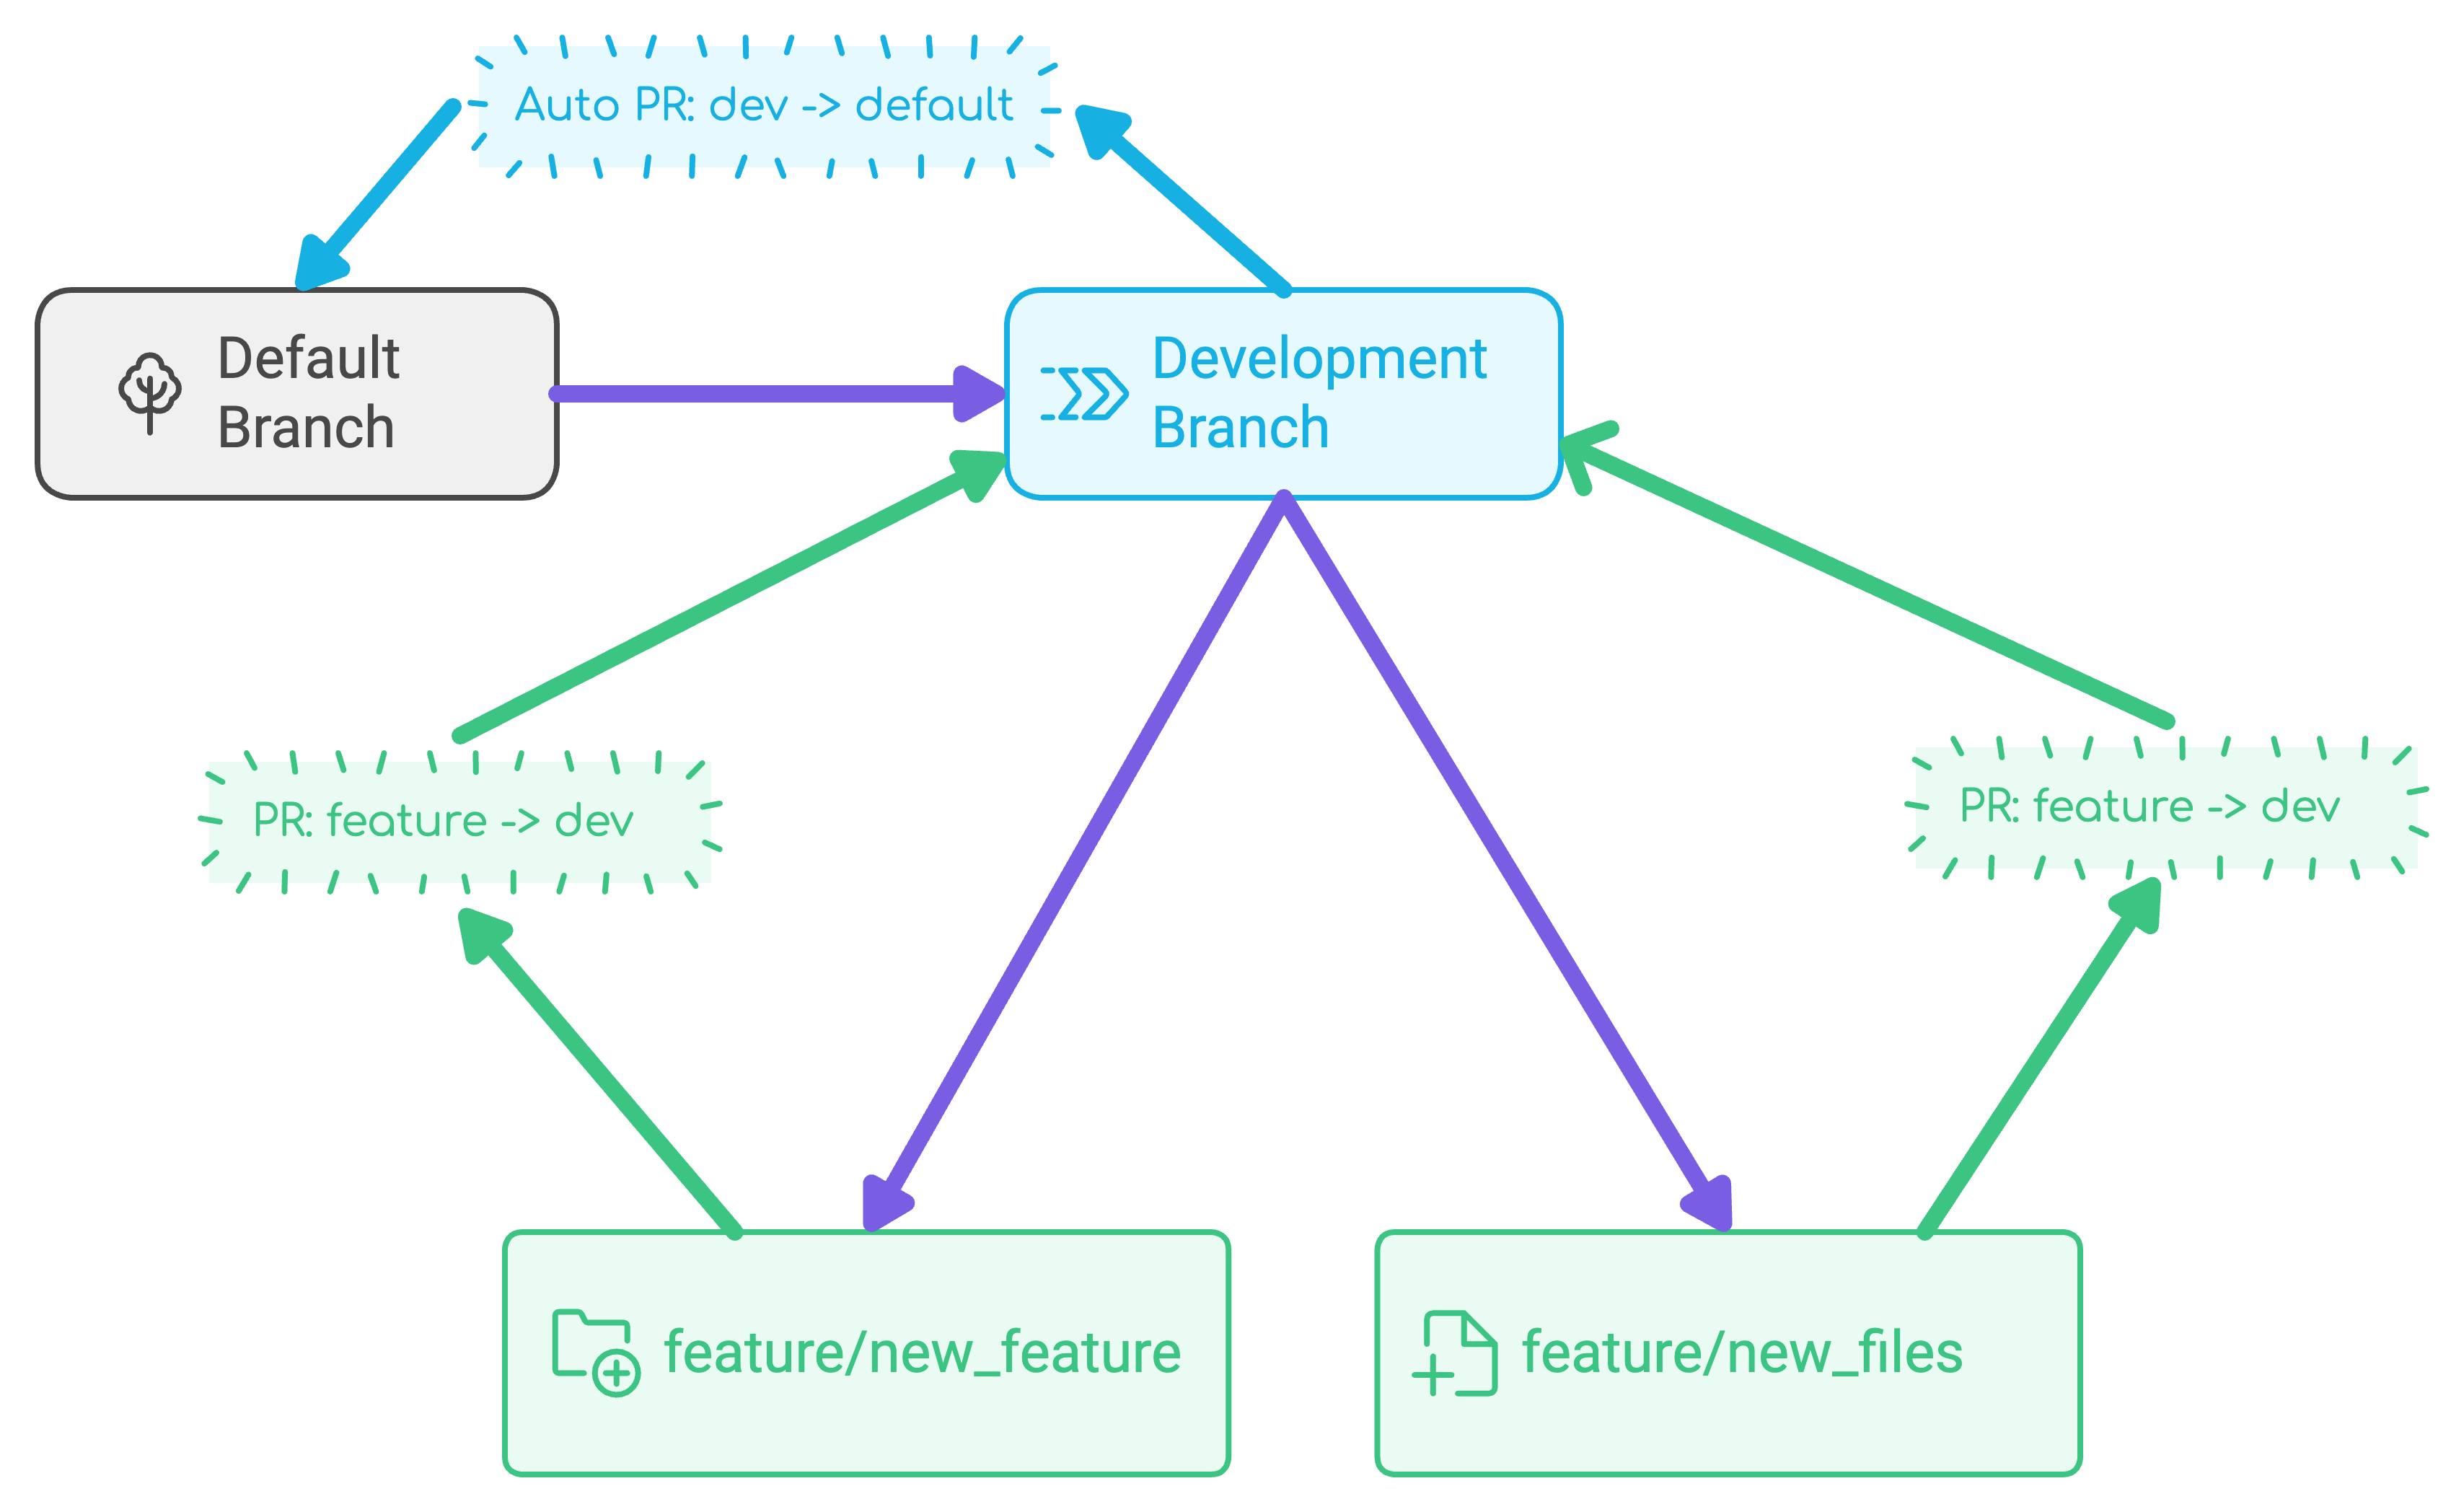 Auto PR: dev -> default
Default
Branch
Development
Branch
PR: feature -> dev
PR: feature -> dev
feature/new_feature
feature/new_files